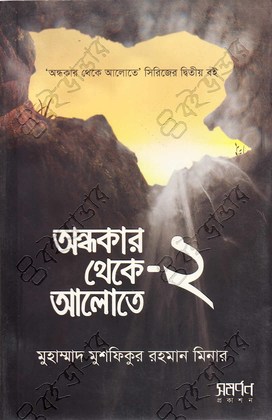 'অন্ধকার থেকে আলোতে' সিরিজের দ্বিতীয় বই
অন্ধকার
থেকে -২
আলোতে
মুহাম্মাদ মুশফিকুর রহমান মিনার
সমর্পণ
প্রকাশন